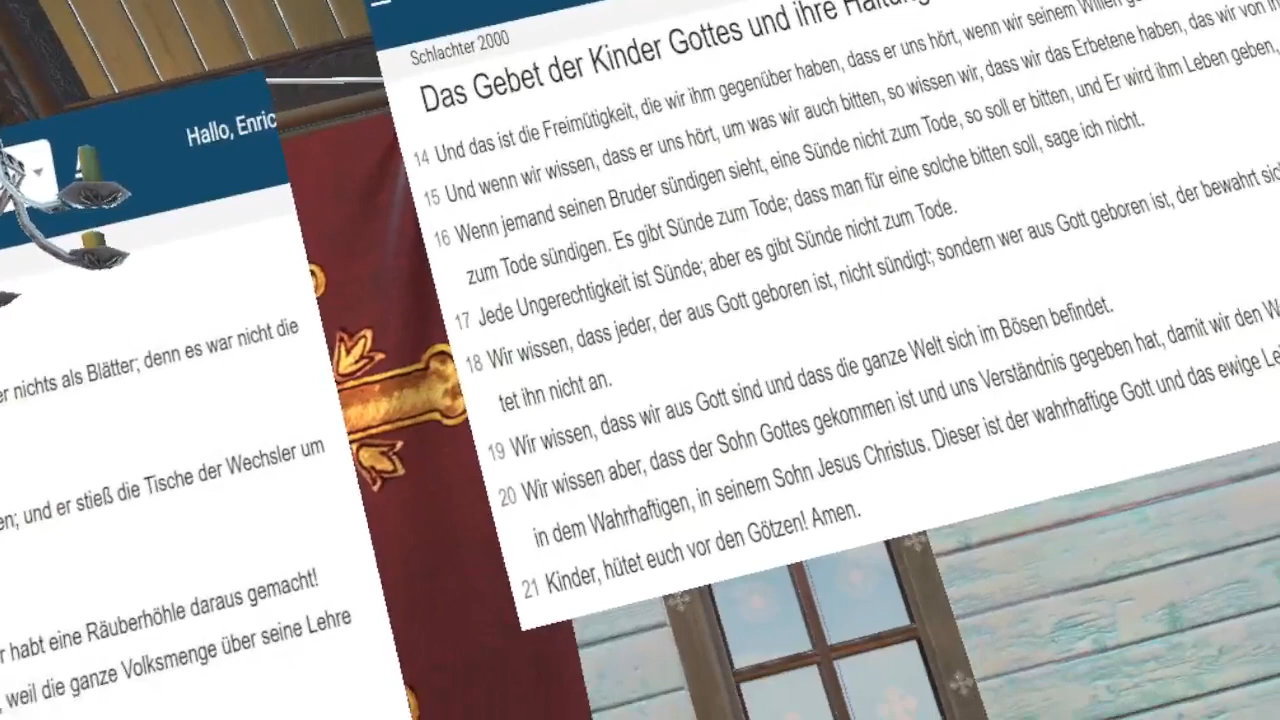 Hallo, Enric
er nichts als Blätter; denn es war nicht die
en; und er stieß die Tische der Wechsler um
r habt eine Räuberhöhle daraus gemacht!
, weil die ganze Volksmenge über seine Lehre
Schlachter 2000
Das Gebet der Kinder Gottes und ihre Haltung
14 Und das ist die Freimütigkeit, die wir ihm gegenüber haben, dass er uns hört, wenn wir seinem Willen
15 Und wenn wir wissen, dass er uns hört, um was wir auch bitten, so wissen wir, dass wir das Erbetene haben, das wir von
16 Wenn jemand seinen Bruder sündigen sieht, eine Sünde nicht zum Tode, so soll er bitten, und Er wird ihm Leben geben,
zum Tode sündigen. Es gibt Sünde zum Tode; dass man für eine solche bitten soll, sage ich nicht.
17 Jede Ungerechtigkeit ist Sünde; aber es gibt Sünde nicht zum Tode.
18 Wir wissen, dass jeder, der aus Gott geboren ist, nicht sündigt; sondern wer aus Gott geboren ist, der bewahrt sic
tet ihn nicht an.
19 Wir wissen, dass wir aus Gott sind und dass die ganze Welt sich im Bösen befindet.
20 Wir wissen aber, dass der Sohn Gottes gekommen ist und uns Verständnis gegeben hat, damit wir den W
in dem Wahrhaftigen, in seinem Sohn Jesus Christus. Dieser ist der wahrhaftige Gott und das ewige Le
21 Kinder, hütet euch vor den Götzen! Amen.